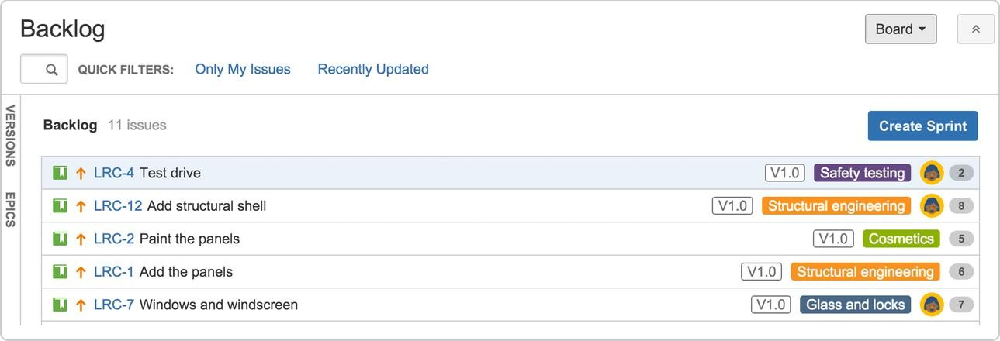 Backlog
Board
QUICK FILTERS: Only My Issues Recently Updated
VERSIONS
EPICS
Backlog 11 issues
Create Sprint
LRC-4 Test drive V1.0 Safety testing 2
LRC-12 Add structural shell V1.0 Structural engineering 8
LRC-2 Paint the panels V1.0 Cosmetics 5
LRC-1 Add the panels V1.0 Structural engineering 6
LRC-7 Windows and windscreen V1.0 Glass and locks 7